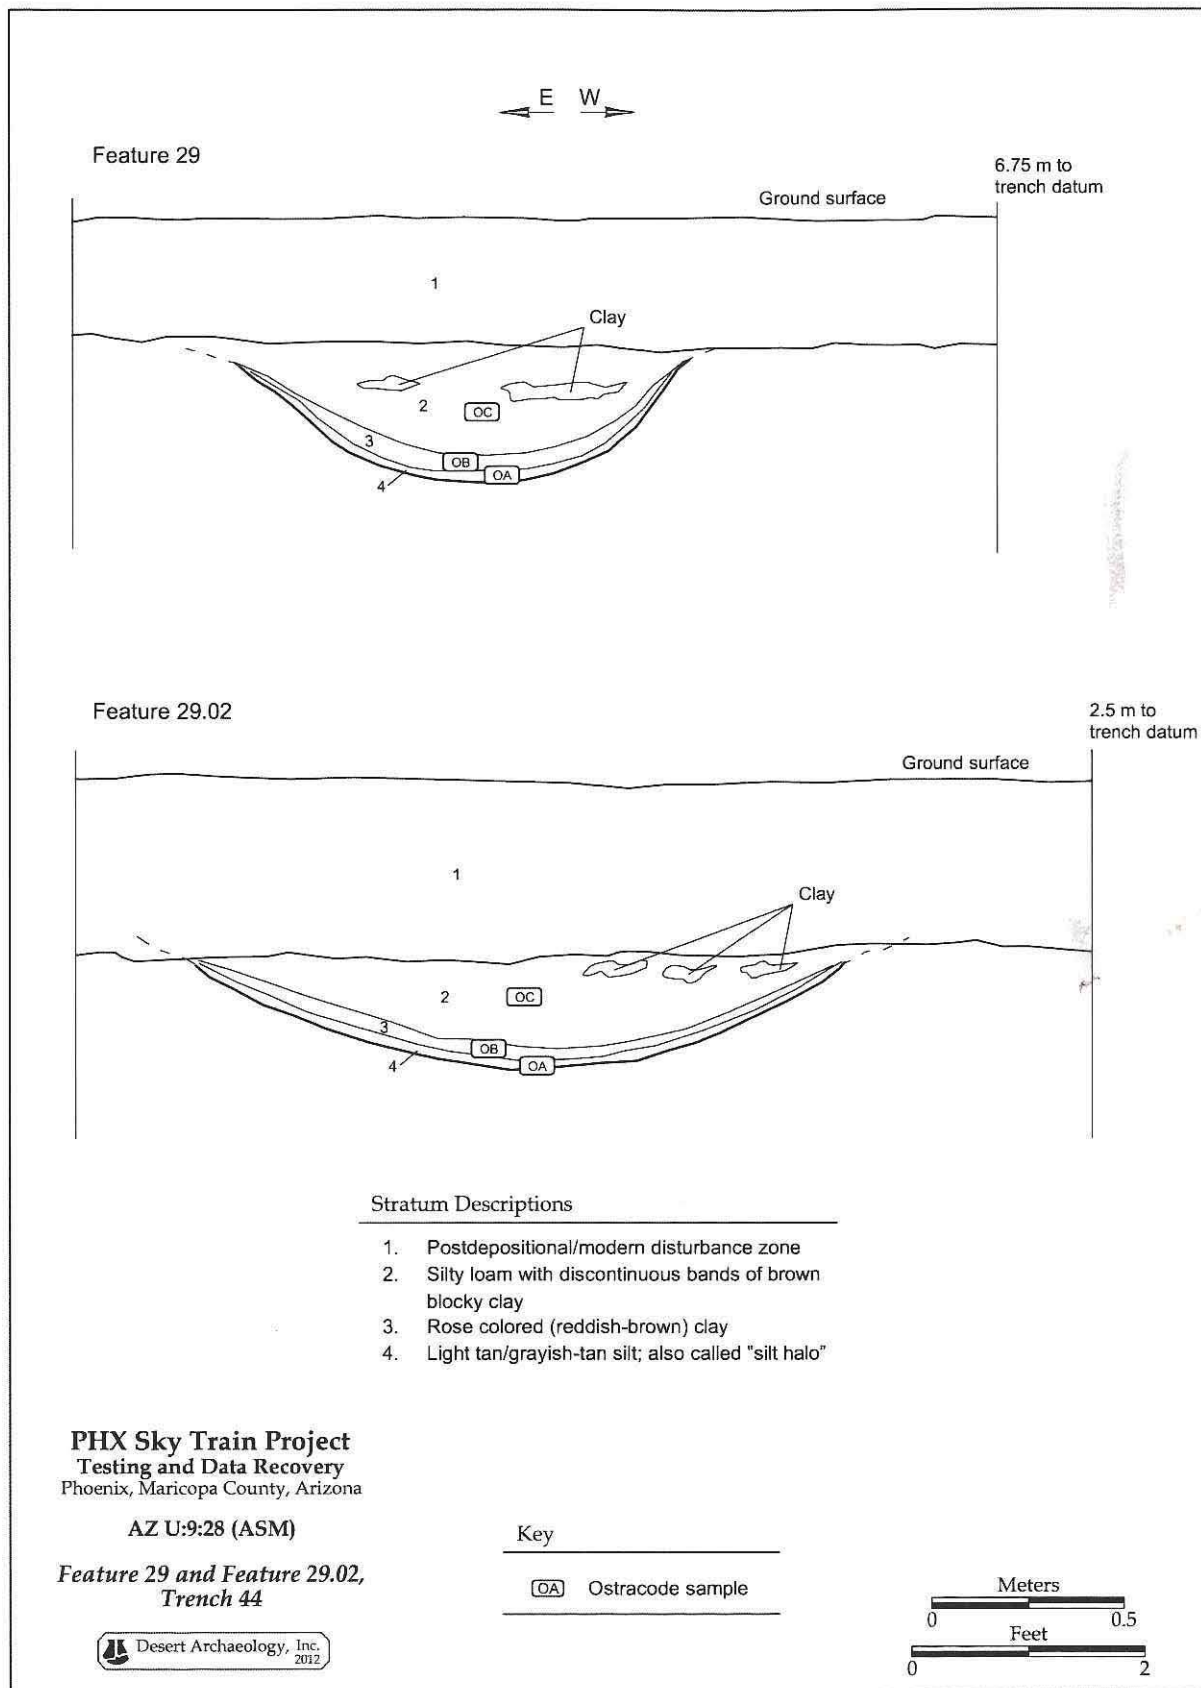 E W
Feature 29
6.75 m to
trench datum
Ground surface
1
Clay
2
OC
3
OB
OA
4
Feature 29.02
2.5 m to
trench datum
Ground surface
1
Clay
2
OC
3
OB
4
OA
Stratum Descriptions
1. Postdepositional/modern disturbance zone
2. Silty loam with discontinuous bands of brown
blocky clay
3. Rose colored (reddish-brown) clay
4. Light tan/grayish-tan silt; also called "silt halo"
PHX Sky Train Project
Testing and Data Recovery
Phoenix, Maricopa County, Arizona
AZ U:9:28 (ASM)
Feature 29 and Feature 29.02,
Trench 44
Desert Archaeology, Inc.
2012
Key
OA Ostracode sample
Meters
0 0.5
Feet
0 2